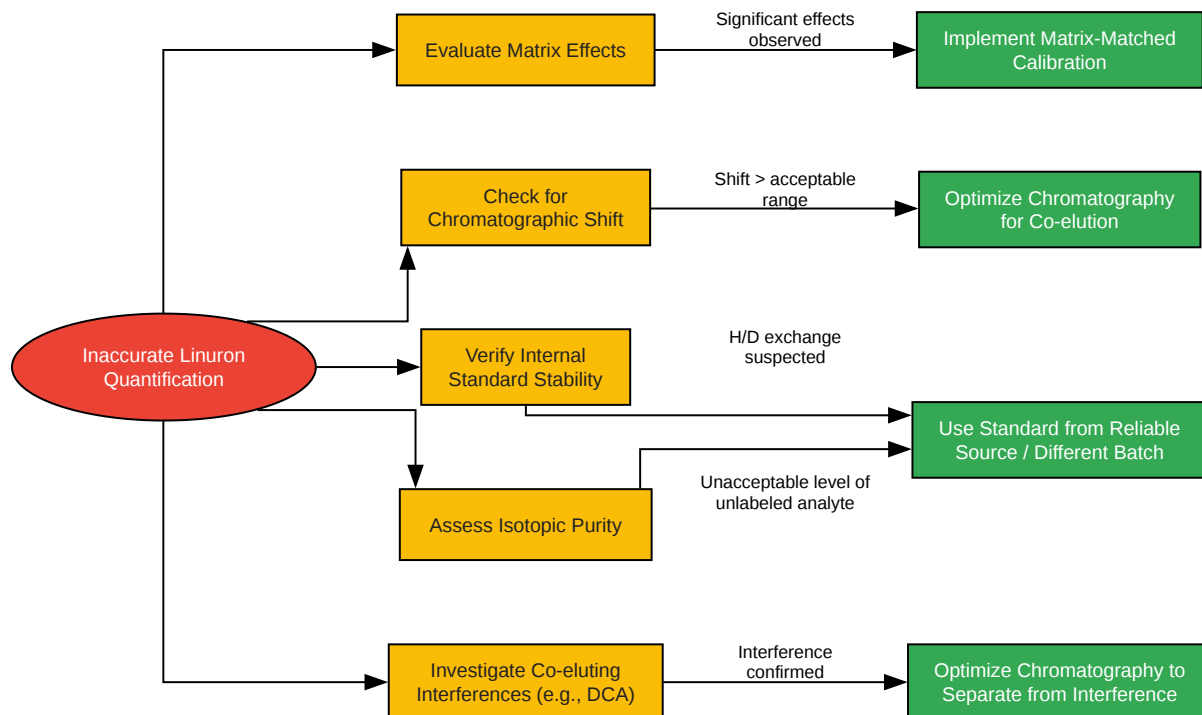 Evaluate Matrix Effects
Significant effects
observed
Implement Matrix-Matched
Calibration
Check for
Chromatographic Shift
Shift > acceptable
range
Optimize Chromatography
for Co-elution
Inaccurate Linuron
Quantification
Verify Internal
Standard Stability
H/D exchange
suspected
Use Standard from Reliable
Source / Different Batch
Assess Isotopic Purity
Unacceptable level of
unlabeled analyte
Investigate Co-eluting
Interferences (e.g., DCA)
Interference
confirmed
Optimize Chromatography to
Separate from Interference